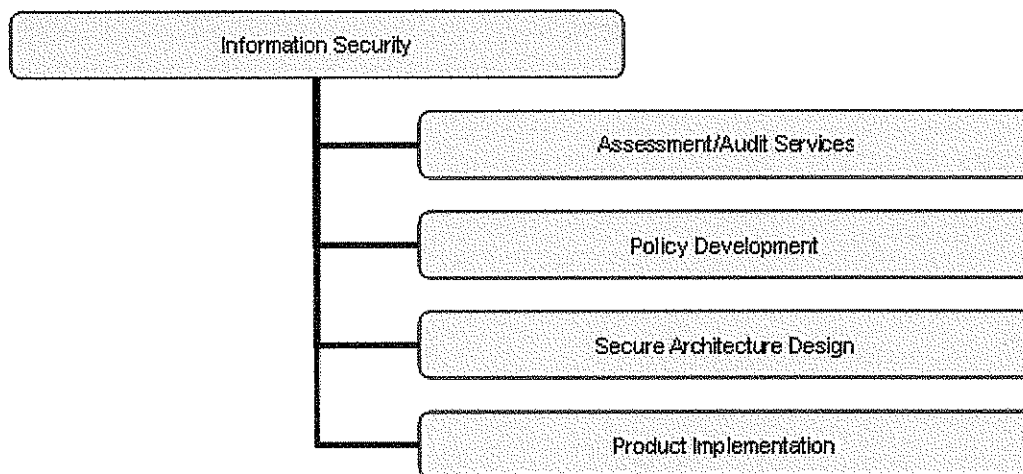 Information Security
Assessment/Audit Services
Policy Development
Secure Architecture Design
Product Implementation